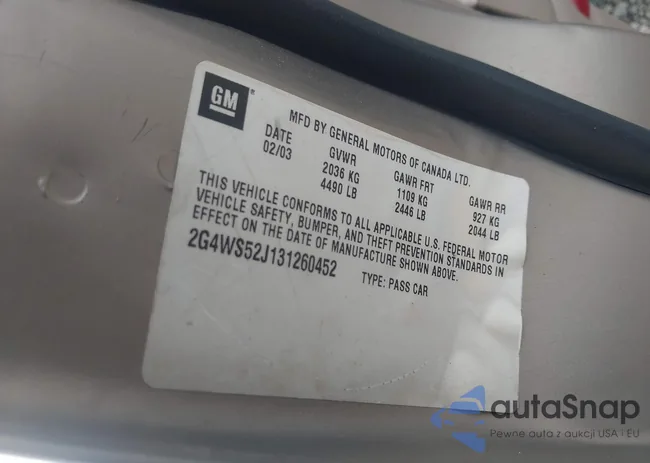 GM
MFD BY GENERAL MOTORS OF CANADA LTD.
DATE GVWR GAWR FRT GAWR RR
02/03 2036 KG 1109 KG 927 KG
4490 LB 2446 LB 2044 LB
THIS VEHICLE CONFORMS TO ALL APPLICABLE U.S. FEDERAL MOTOR
VEHICLE SAFETY, BUMPER, AND THEFT PREVENTION STANDARDS IN
EFFECT ON THE DATE OF MANUFACTURE SHOWN ABOVE.
2G4WS52J131260452 TYPE: PASS CAR
autaSnap
Pewne auta z aukcji USA i EU